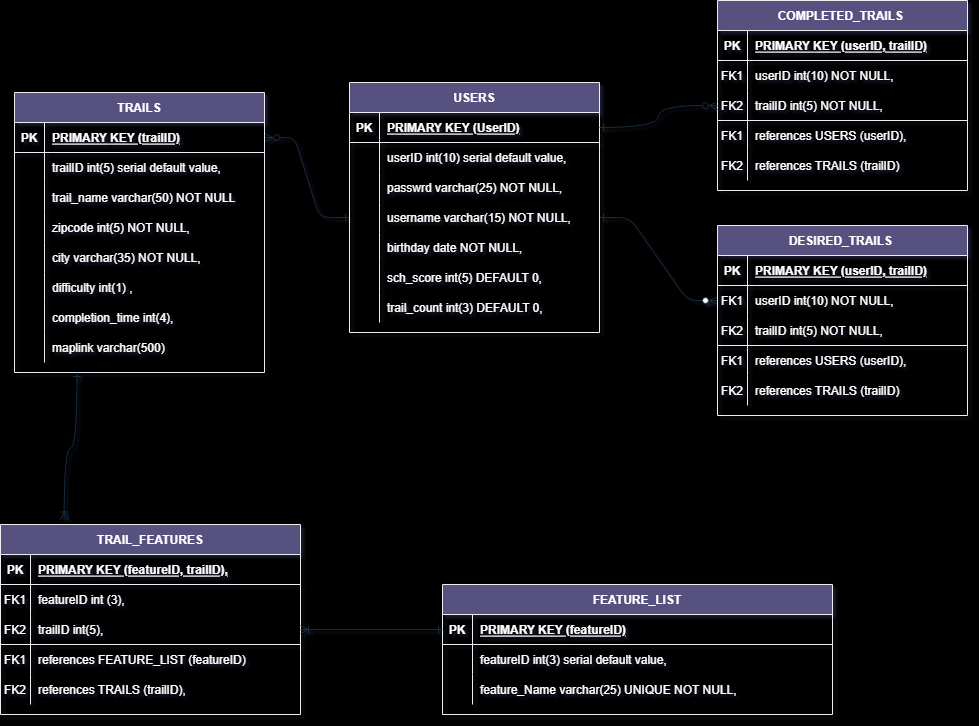 COMPLETED_TRAILS
PK PRIMARY KEY (userID, trailID)
FK1 userID int(10) NOT NULL,
FK2 trailID int(5) NOT NULL,
FK1 references USERS (userID),
FK2 references TRAILS (trailID)
TRAILS
PK PRIMARY KEY (trailID)
trailID int(5) serial default value,
trail_name varchar(50) NOT NULL
zipcode int(5) NOT NULL,
city varchar(35) NOT NULL,
difficulty int(1) ,
completion_time int(4),
maplink varchar(500)
USERS
PK PRIMARY KEY (UserID)
userID int(10) serial default value,
passwrd varchar(25) NOT NULL,
username varchar(15) NOT NULL,
birthday date NOT NULL,
sch_score int(5) DEFAULT 0,
trail_count int(3) DEFAULT 0,
DESIRED_TRAILS
PK PRIMARY KEY (userID, trailID)
FK1 userID int(10) NOT NULL,
FK2 trailID int(5) NOT NULL,
FK1 references USERS (userID),
FK2 references TRAILS (trailID)
TRAIL_FEATURES
PK PRIMARY KEY (featureID, trailID),
FK1 featureID int (3),
FK2 trailID int(5),
FK1 references FEATURE_LIST (featureID)
FK2 references TRAILS (trailID),
FEATURE_LIST
PK PRIMARY KEY (featureID)
featureID int(3) serial default value,
feature_Name varchar(25) UNIQUE NOT NULL,